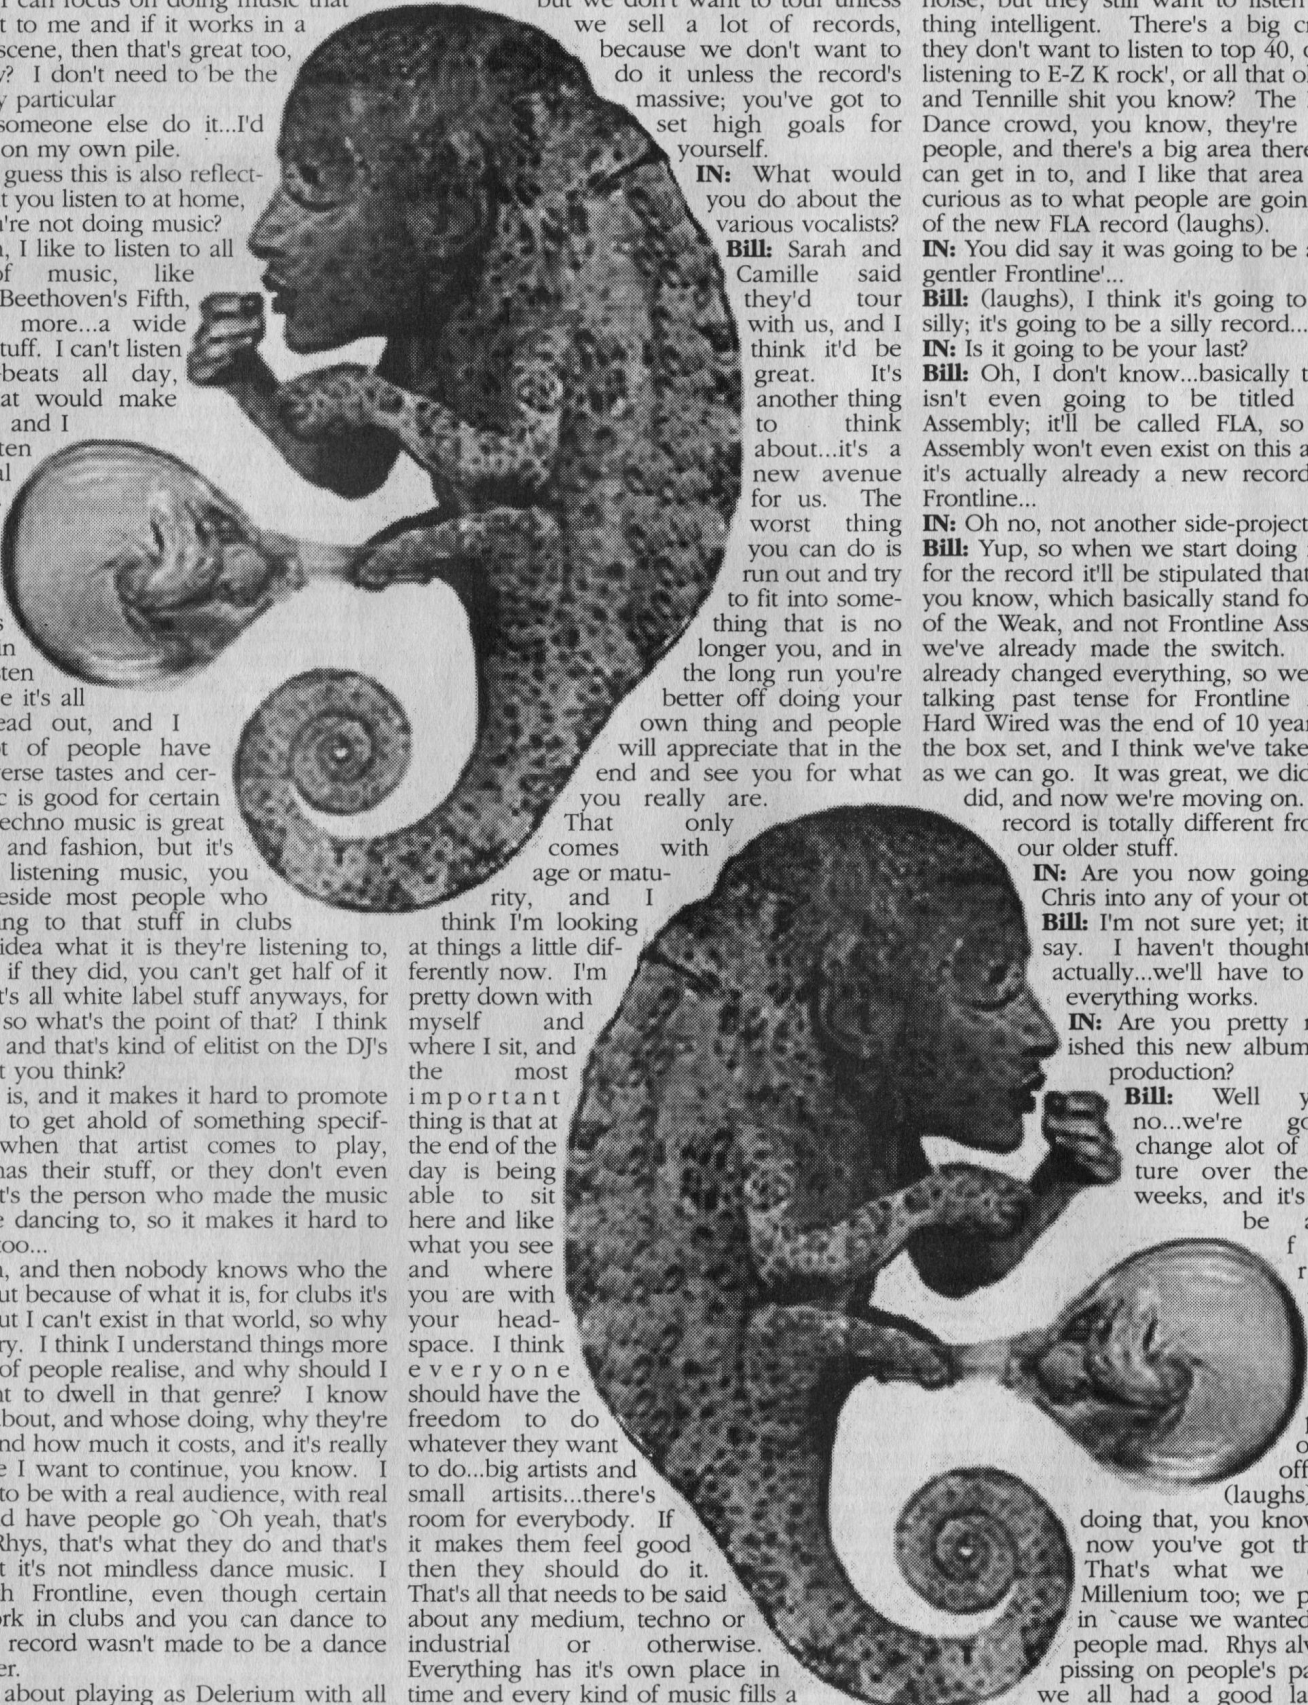 I can focus on doing music that
t to me and if it works in a
scene, then that's great too,
y? I don't need to be the
y particular
someone else do it...I'd
on my own pile.
guess this is also reflect-
t you listen to at home,
u're not doing music?
n, I like to listen to all
of music, like
Beethoven's Fifth,
more...a wide
tuff. I can't listen
-beats all day,
at would make
and I
ten
al
s
in
sten
e it's all
ead out, and I
ot of people have
verse tastes and cer-
c is good for certain
echno music is great
and fashion, but it's
listening music, you
eside most people who
ng to that stuff in clubs
idea what it is they're listening to,
if they did, you can't get half of it
t's all white label stuff anyways, for
so what's the point of that? I think
and that's kind of elitist on the DJ's
t you think?
is, and it makes it hard to promote
to get ahold of something specif-
when that artist comes to play,
has their stuff, or they don't even
t's the person who made the music
e dancing to, so it makes it hard to
too...
n, and then nobody knows who the
ut because of what it is, for clubs it's
ut I can't exist in that world, so why
ry. I think I understand things more
of people realise, and why should I
nt to dwell in that genre? I know
about, and whose doing, why they're
nd how much it costs, and it's really
e I want to continue, you know. I
to be with a real audience, with real
d have people go `Oh yeah, that's
Rhys, that's what they do and that's
t it's not mindless dance music. I
h Frontline, even though certain
ork in clubs and you can dance to
record wasn't made to be a dance
er.
about playing as Delerium with all
but we don't want to tour unless
we sell a lot of records,
because we don't want to
do it unless the record's
massive; you've got to
set high goals for
yourself.
IN: What would
you do about the
various vocalists?
Bill: Sarah and
Camille said
they'd tour
with us, and I
think it'd be
great. It's
another thing
to think
about...it's a
new avenue
for us. The
worst thing
you can do is
run out and try
to fit into some-
thing that is no
longer you, and in
the long run you're
better off doing your
own thing and people
will appreciate that in the
end and see you for what
you really are.
That only
comes with
age or matu-
rity, and I
think I'm looking
at things a little dif-
ferently now. I'm
pretty down with
myself and
where I sit, and
the most
important
thing is that at
the end of the
day is being
able to sit
here and like
what you see
and where
you are with
your head-
space. I think
everyone
should have the
freedom to do
whatever they want
to do...big artists and
small artisits...there's
room for everybody. If
it makes them feel good
then they should do it.
That's all that needs to be said
about any medium, techno or
industrial or otherwise.
Everything has it's own place in
time and every kind of music fills a
noise, but they still want to listen
thing intelligent. There's a big c
they don't want to listen to top 40,
listening to E-Z K rock', or all that o
and Tennille shit you know? The
Dance crowd, you know, they're
people, and there's a big area there
can get in to, and I like that area
curious as to what people are goin
of the new FLA record (laughs).
IN: You did say it was going to be
gentler Frontline'...
Bill: (laughs), I think it's going to
silly; it's going to be a silly record...
IN: Is it going to be your last?
Bill: Oh, I don't know...basically t
isn't even going to be titled
Assembly; it'll be called FLA, so
Assembly won't even exist on this a
it's actually already a new record
Frontline...
IN: Oh no, not another side-project
Bill: Yup, so when we start doing
for the record it'll be stipulated that
you know, which basically stand fo
of the Weak, and not Frontline Ass
we've already made the switch.
already changed everything, so we
talking past tense for Frontline
Hard Wired was the end of 10 year
the box set, and I think we've take
as we can go. It was great, we did
did, and now we're moving on.
record is totally different fro
our older stuff.
IN: Are you now going
Chris into any of your ot
Bill: I'm not sure yet; it
say. I haven't thought
actually...we'll have to
everything works.
IN: Are you pretty
ished this new album
production?
Bill: Well y
no...we're go
change alot of
ture over the
weeks, and it's
be a
f
r
o
off
(laughs)
doing that, you know
now you've got th
That's what we
Millenium too; we p
in `cause we wanted
people mad. Rhys alv
pissing on people's pa
we all had a good la